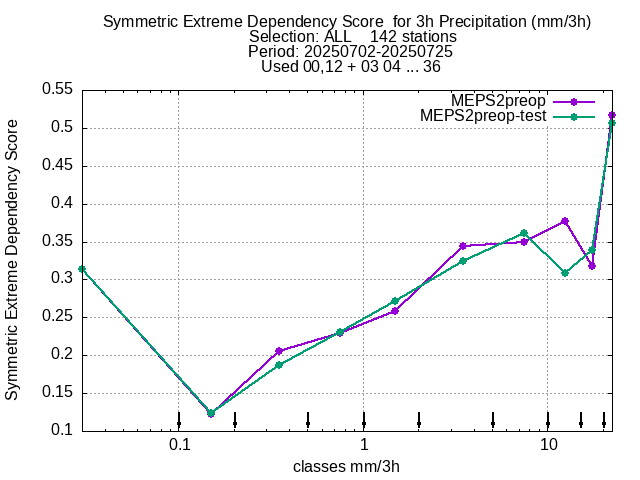 Symmetric Extreme Dependency Score  for 3h Precipitation (mm/3h)
Selection: ALL    142 stations
Period: 20250702-20250725
Used 00,12 + 03 04 ... 36
MEPS2preop
MEPS2preop-test
Symmetric Extreme Dependency Score
0.55
0.5
0.45
0.4
0.35
0.3
0.25
0.2
0.15
0.1
0.1 1 10
classes mm/3h